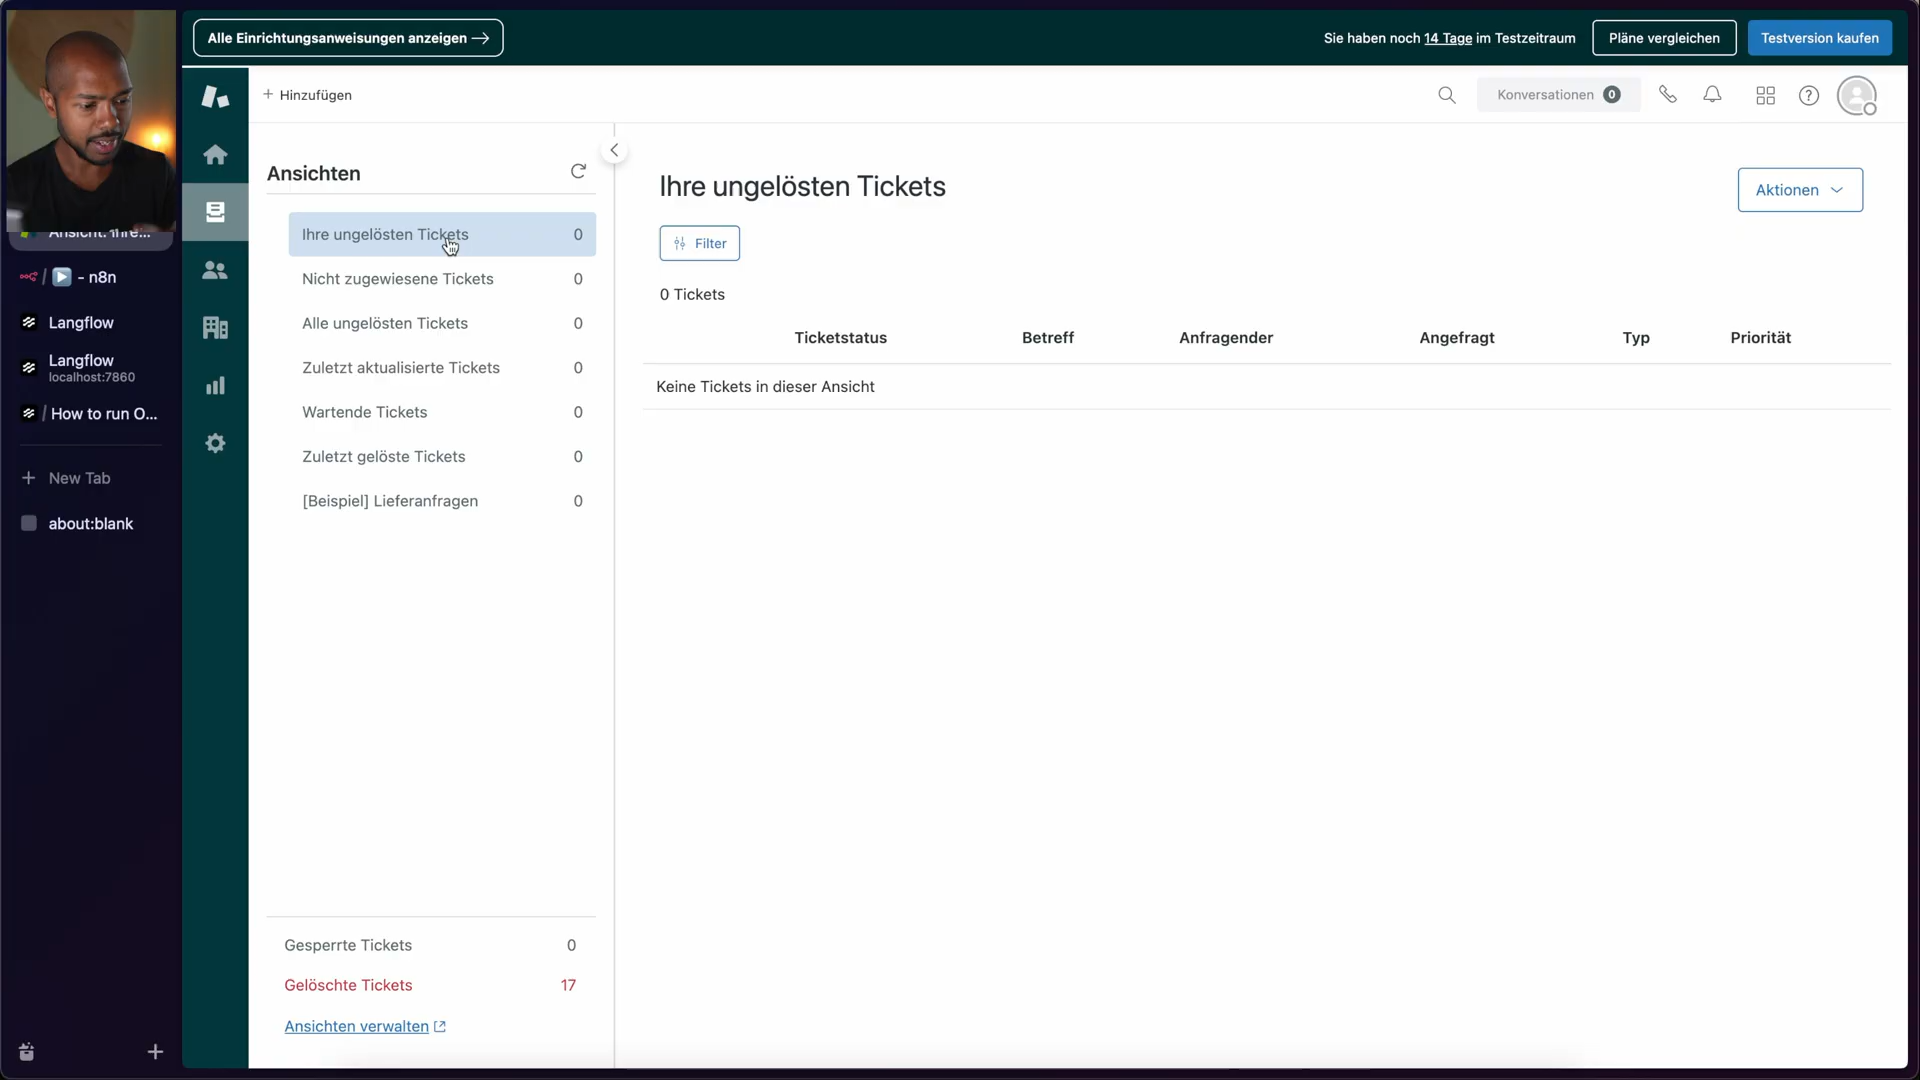 Alle Einrichtungsanweisungen anzeigen
Sie haben noch 14 Tage im Testzeitraum
Pläne vergleichen
Testversion kaufen
Hinzufügen
Konversationen 0
/ - n8n
Langflow
Langflow
localhost:7860
/ How to run O...
New Tab
about:blank
Ansichten
Ihre ungelösten Tickets 0
Nicht zugewiesene Tickets 0
Alle ungelösten Tickets 0
Zuletzt aktualisierte Tickets 0
Wartende Tickets 0
Zuletzt gelöste Tickets 0
[Beispiel] Lieferanfragen 0
Gesperrte Tickets 0
Gelöschte Tickets 17
Ansichten verwalten
Ihre ungelösten Tickets
Aktionen
Filter
0 Tickets
Ticketstatus Betreff Anfragender Angefragt Typ Priorität
Keine Tickets in dieser Ansicht